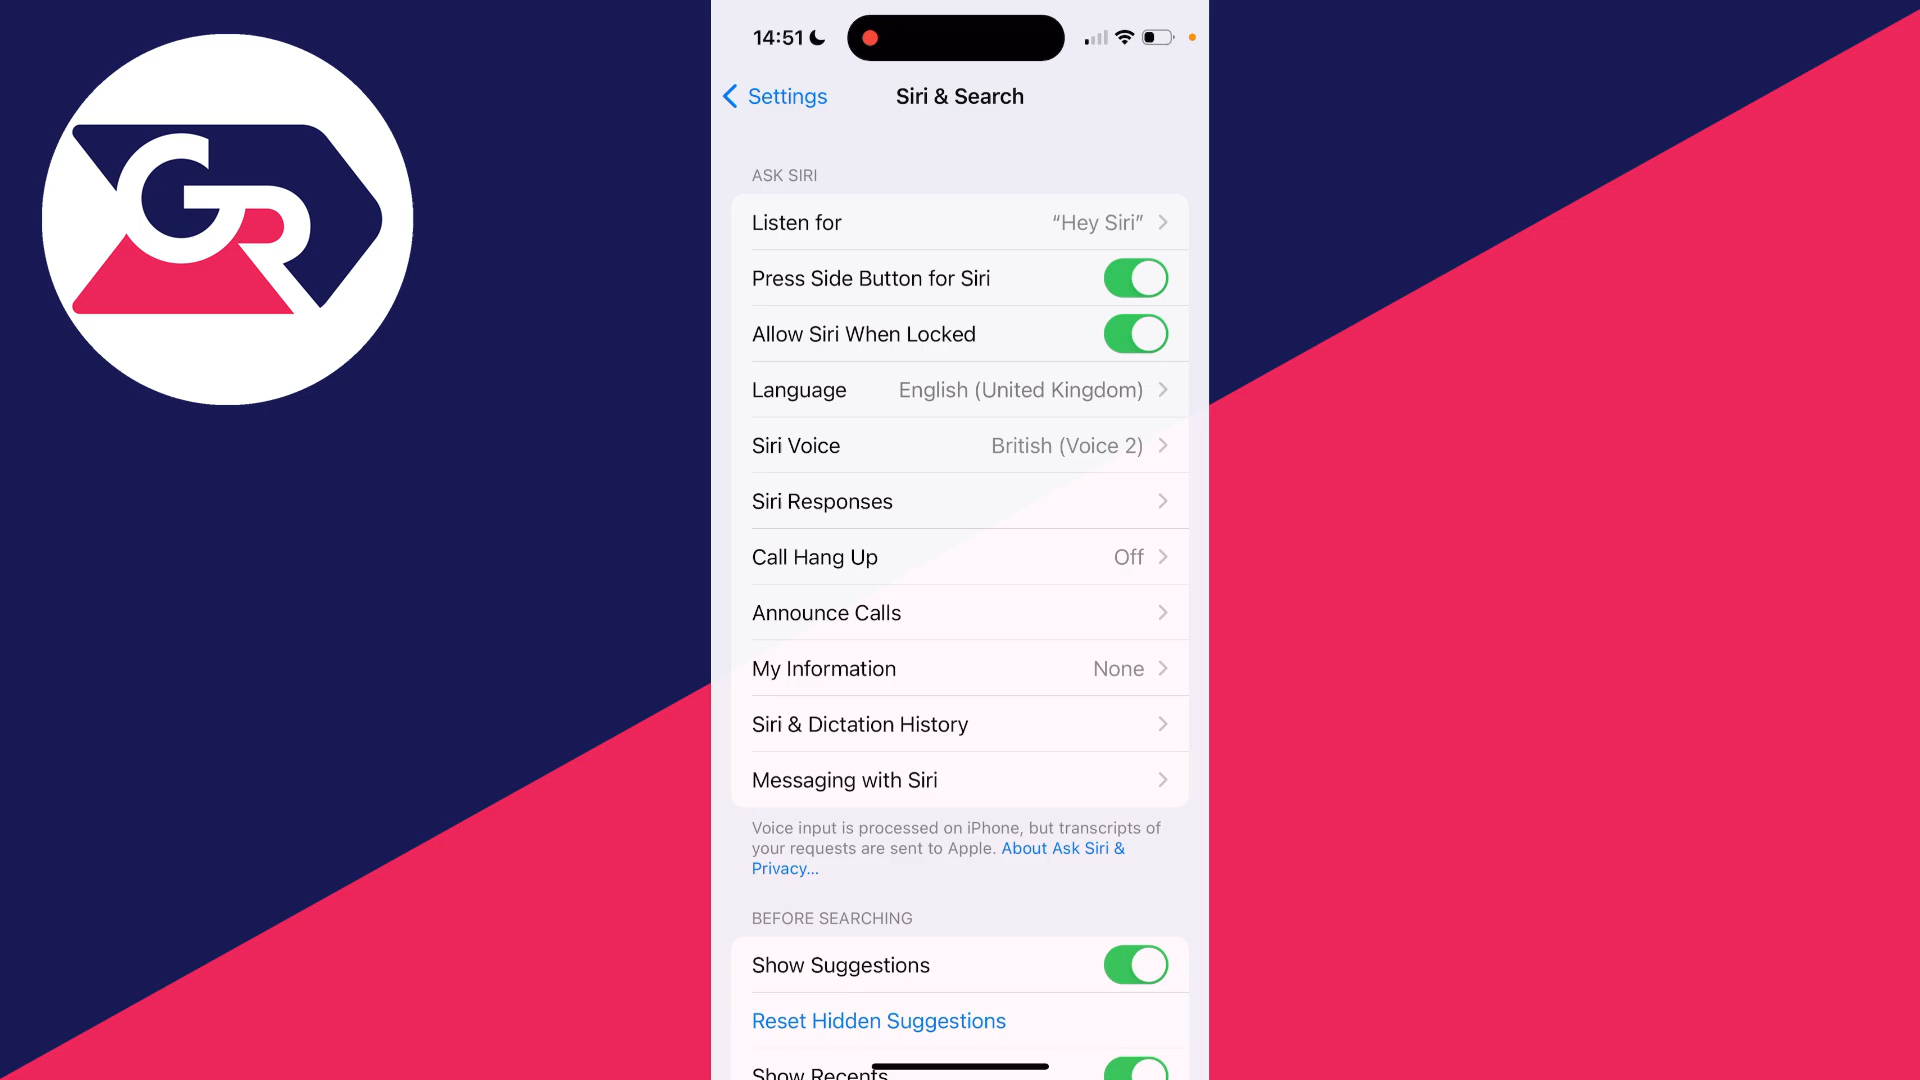 GR
14:51
Settings
Siri & Search
ASK SIRI
Listen for “Hey Siri”
Press Side Button for Siri
Allow Siri When Locked
Language English (United Kingdom)
Siri Voice British (Voice 2)
Siri Responses
Call Hang Up Off
Announce Calls
My Information None
Siri & Dictation History
Messaging with Siri
Voice input is processed on iPhone, but transcripts of
your requests are sent to Apple. About Ask Siri &
Privacy...
BEFORE SEARCHING
Show Suggestions
Reset Hidden Suggestions
Show Recents